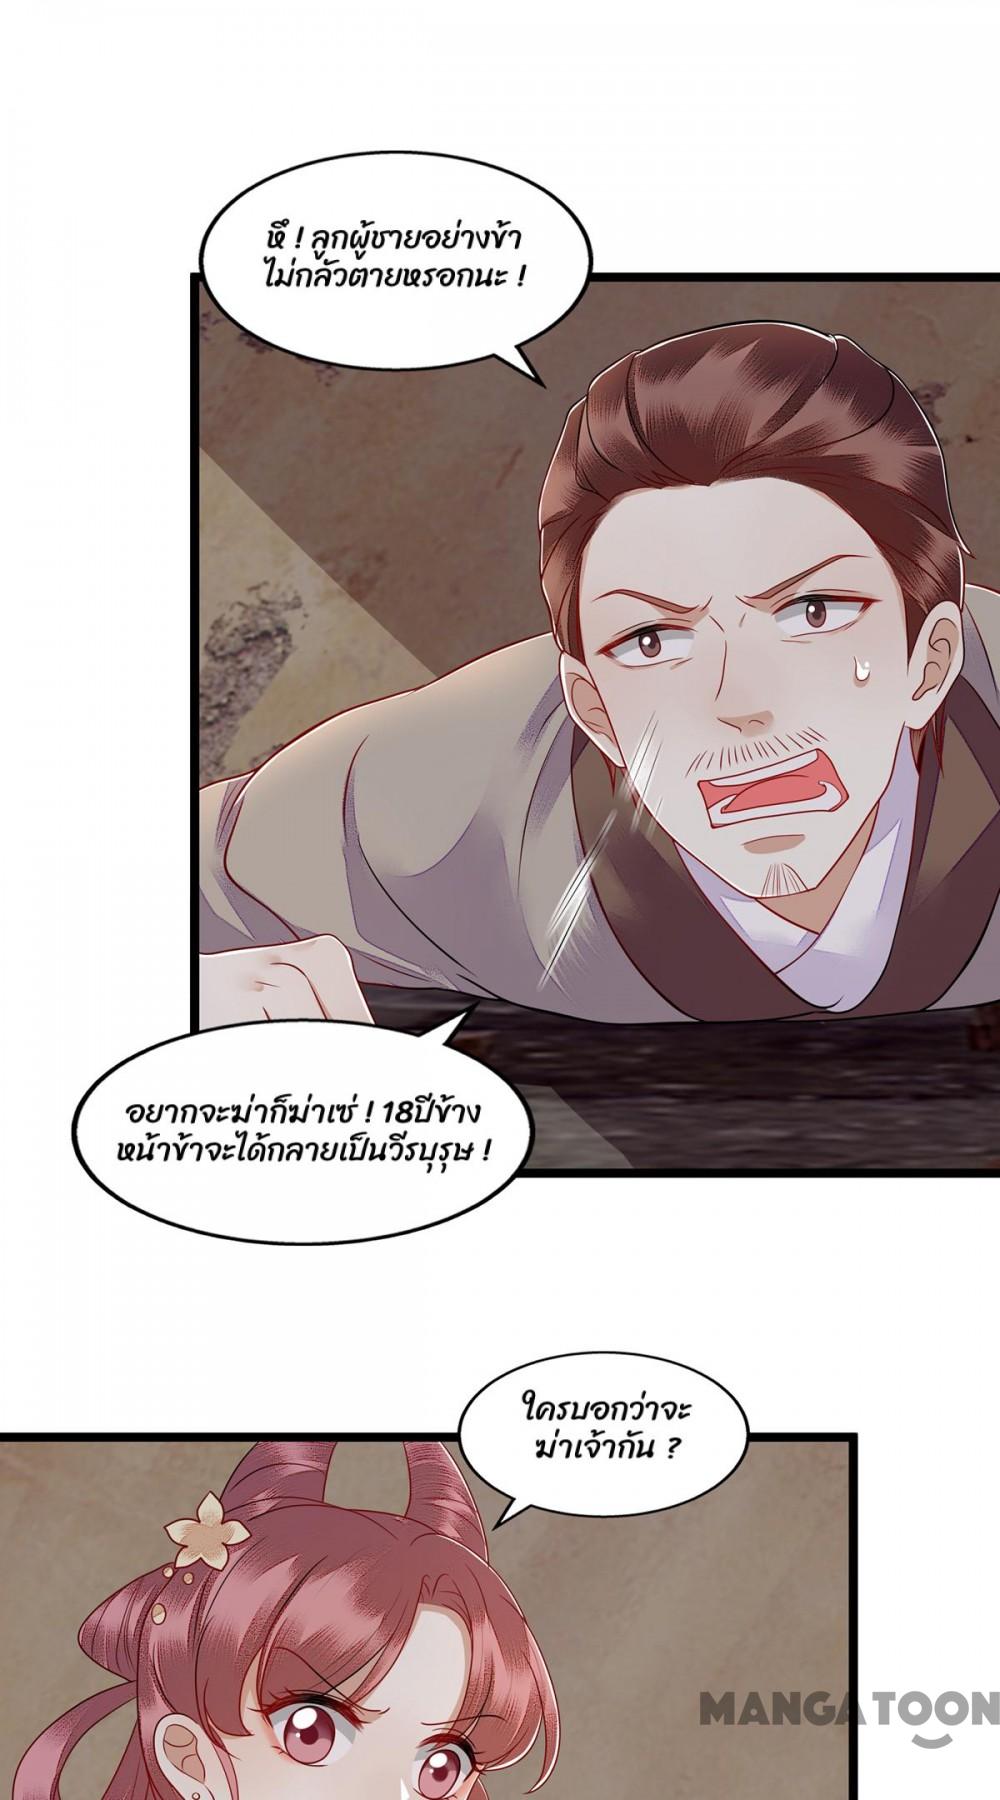 หึ ! ลูกผู้ชายอย่างข้า
ไม่กลัวตายหรอกนะ !
อยากจะฆ่าก็ฆ่าเซ่ ! 18ปีข้าง
หน้าข้าจะได้กลายเป็นวีรบุรุษ !
ใครบอกว่าจะ
ฆ่าเจ้ากัน ?
MANGATOON